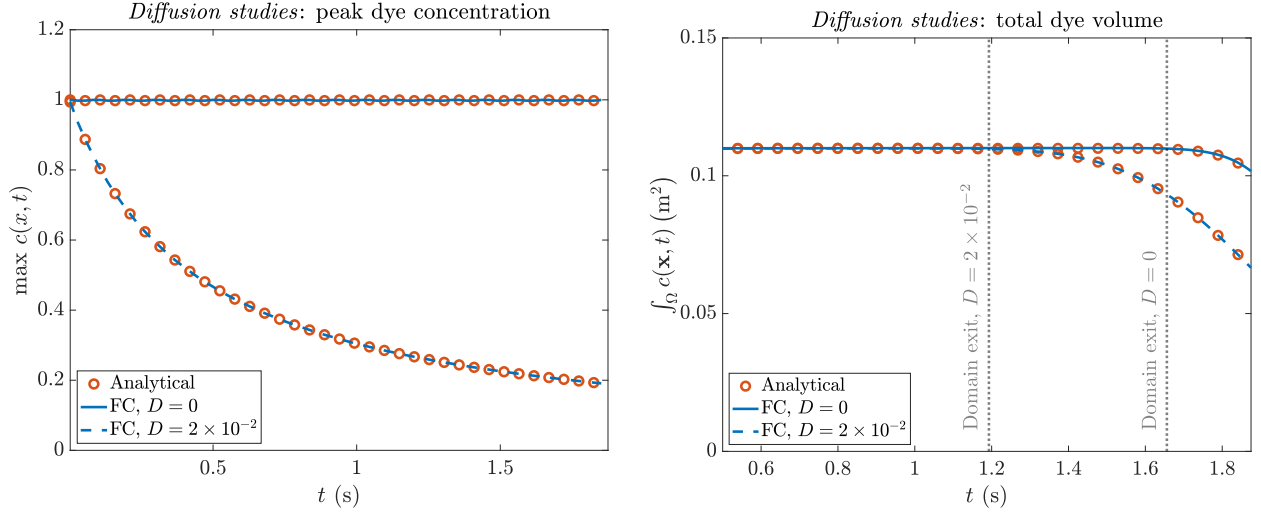 Diffusion studies: peak dye concentration
1.2
1
0.8
0.6
0.4
0.2
0
max c(x, t)
Analytical
FC, D = 0
FC, D = 2 × 10⁻²
0.5
1
1.5
t (s)
Diffusion studies: total dye volume
0.15
0.1
0.05
0
∫_Ω c(𝐱, t) (m²)
Domain exit, D = 2 × 10⁻²
Domain exit, D = 0
Analytical
FC, D = 0
FC, D = 2 × 10⁻²
0.6
0.8
1
1.2
1.4
1.6
1.8
t (s)